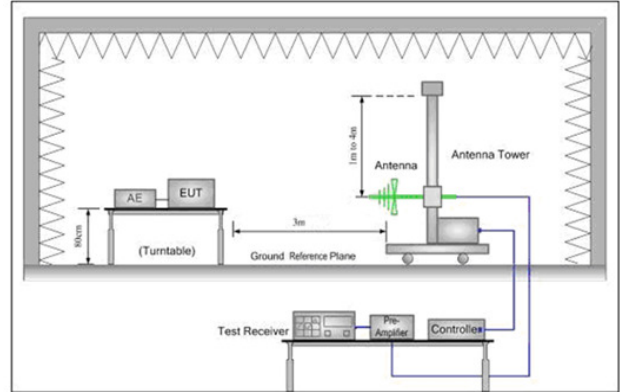 1m to 4m
Antenna
Antenna Tower
AE
EUT
80cm
(Turntable)
3m
Ground Reference Plane
Test Receiver
Pre-
Amplifier
Controller